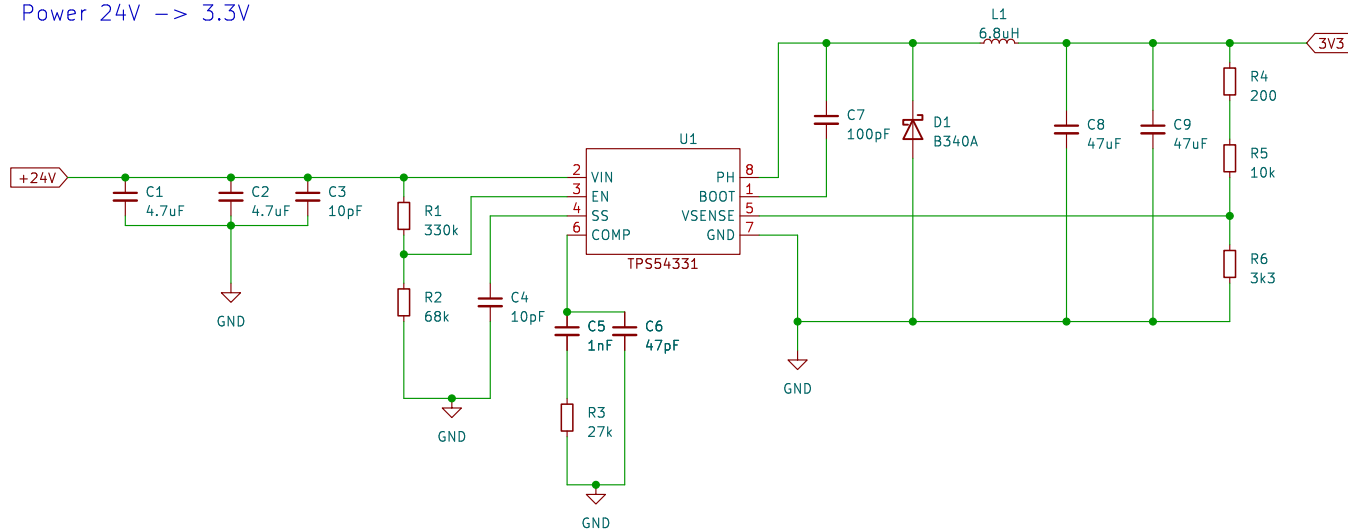 Power 24V -> 3.3V
L1
6.8uH
3V3
R4
200
C7
100pF
D1
B340A
C8
47uF
C9
47uF
R5
10k
U1
+24V
C1
4.7uF
C2
4.7uF
C3
10pF
R1
330k
2 VIN
3 EN
4 SS
6 COMP
PH 8
BOOT 1
VSENSE 5
GND 7
TPS54331
R6
3k3
R2
68k
C4
10pF
GND
C5
1nF
C6
47pF
GND
R3
27k
GND
GND